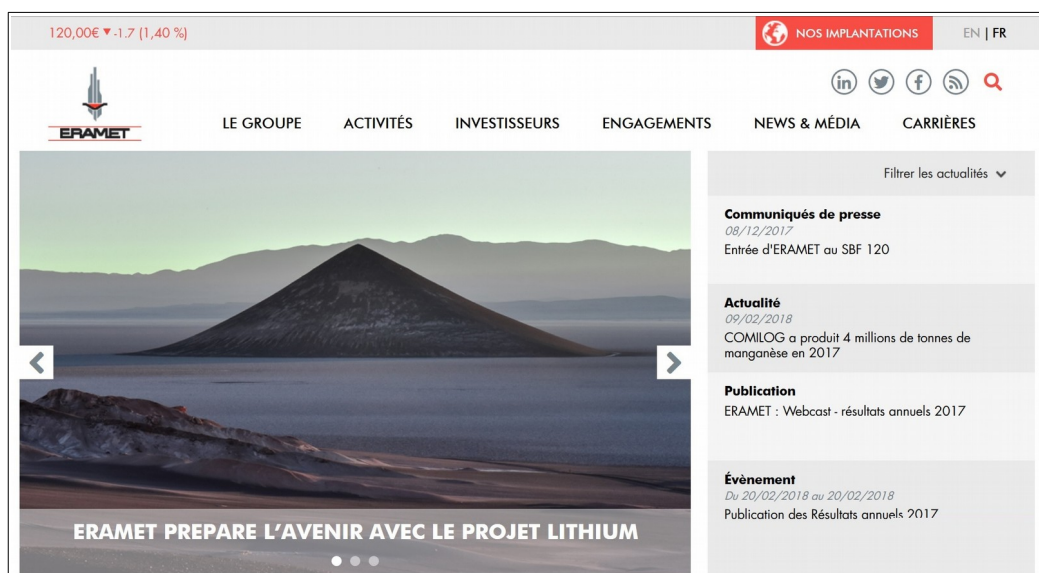 120,00€ ▼ -1.7 (1,40 %)
NOS IMPLANTATIONS
EN | FR
ERAMET
LE GROUPE
ACTIVITÉS
INVESTISSEURS
ENGAGEMENTS
NEWS & MÉDIA
CARRIÈRES
ERAMET PREPARE L'AVENIR AVEC LE PROJET LITHIUM
Filtrer les actualités
Communiqués de presse
08/12/2017
Entrée d'ERAMET au SBF 120
Actualité
09/02/2018
COMILOG a produit 4 millions de tonnes de
manganèse en 2017
Publication
ERAMET : Webcast - résultats annuels 2017
Évènement
Du 20/02/2018 au 20/02/2018
Publication des Résultats annuels 2017